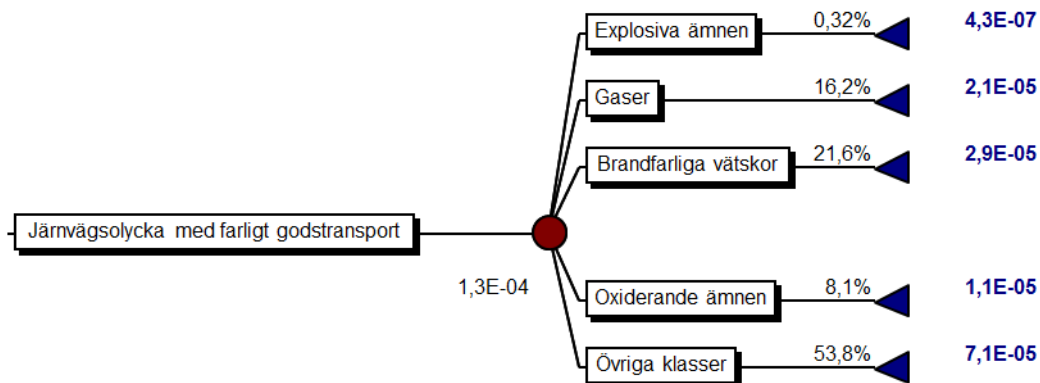 Explosiva ämnen 0,32% 4,3E-07
Gaser 16,2% 2,1E-05
Brandfarliga vätskor 21,6% 2,9E-05
Järnvägsolycka med farligt godstransport
1,3E-04
Oxiderande ämnen 8,1% 1,1E-05
Övriga klasser 53,8% 7,1E-05